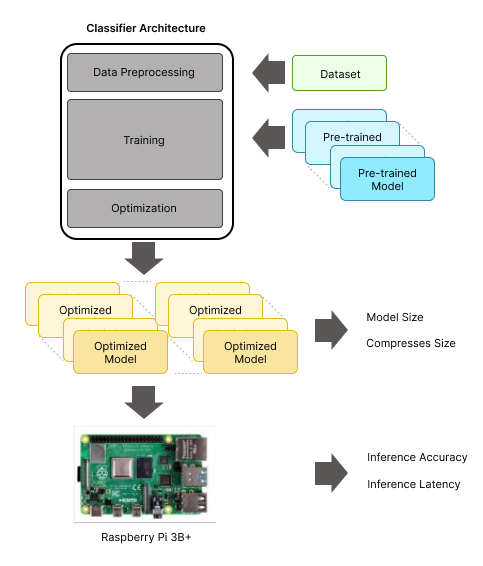 Classifier Architecture
Data Preprocessing
Dataset
Training
Pre-trained
Pre-trained
Model
Optimization
Optimized
Optimized
Optimized
Model
Optimized
Model
Model Size
Compresses Size
Inference Accuracy
Inference Latency
Raspberry Pi 3B+